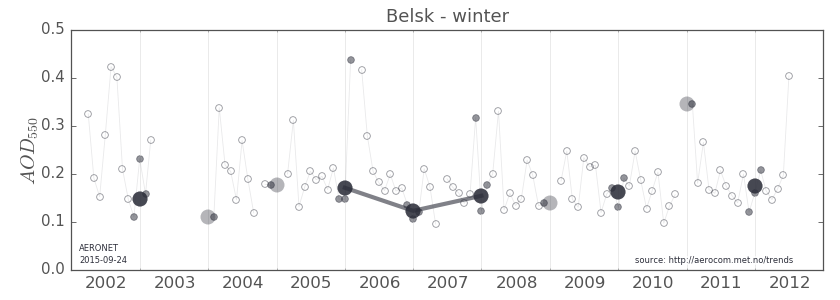 Belsk - winter
0.5
0.4
0.3
0.2
0.1
0.0
AOD550
AERONET
2015-09-24
source: http://aerocom.met.no/trends
2002 2003 2004 2005 2006 2007 2008 2009 2010 2011 2012